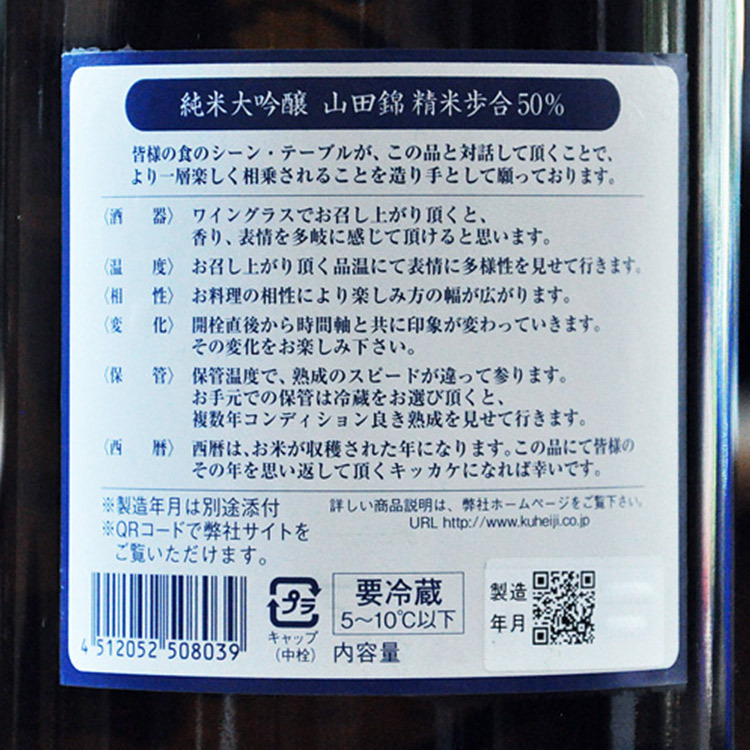 純米大吟醸 山田錦 精米歩合50%
皆様の食のシーン・テーブルが、この品と対話して頂くことで、
より一層楽しく相乗されることを造り手として願っております。
〈酒 器〉 ワイングラスでお召し上がり頂くと、
香り、表情を多岐に感じて頂けると思います。
〈温 度〉 お召し上がり頂く品温にて表情に多様性を見せて行きます。
〈相 性〉 お料理の相性により楽しみ方の幅が広がります。
〈変 化〉 開栓直後から時間軸と共に印象が変わっていきます。
その変化をお楽しみ下さい。
〈保 管〉 保管温度で、熟成のスピードが違って参ります。
お手元での保管は冷蔵をお選び頂くと、
複数年コンディション良き熟成を見せて行きます。
〈西 暦〉 西暦は、お米が収穫された年になります。この品にて皆様の
その年を思い返して頂くキッカケになれば幸いです。
※製造年月は別途添付
※QRコードで弊社サイトを
ご覧いただけます。
詳しい商品説明は、弊社ホームページをご覧下さい。
URL http://www.kuheiji.co.jp
4 512052 508039
プラ
キャップ
(中栓)
要冷蔵
5〜10℃以下
内容量
製造
年月